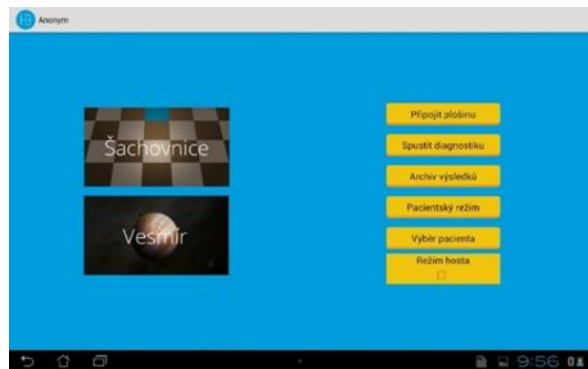 Anonym
Šachovnice
Vesmír
Připojit plošinu
Spustit diagnostiku
Archiv výsledků
Pacientský režim
Výběr pacienta
Režim hosta
9:56